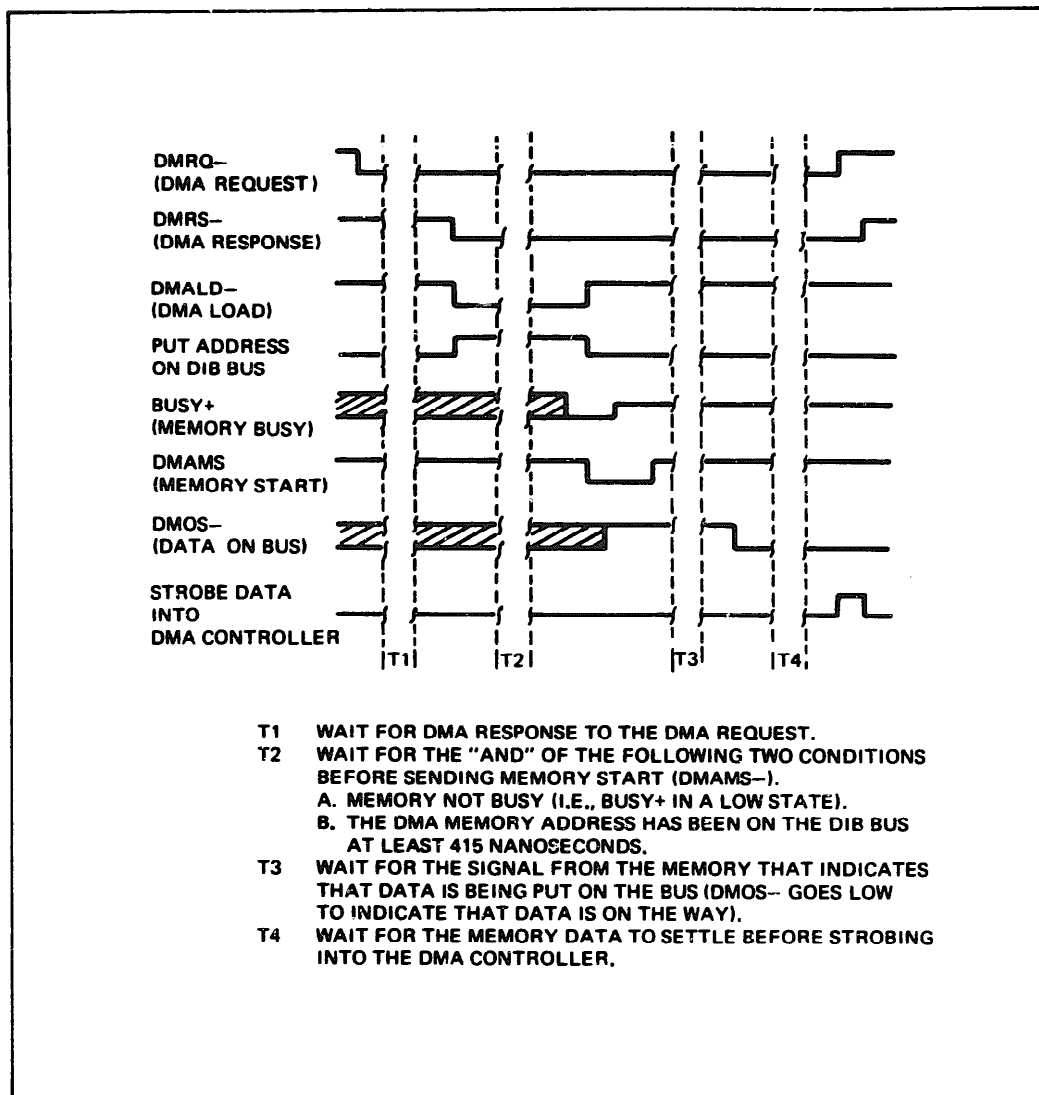 DMRQ–
(DMA REQUEST)
DMRS–
(DMA RESPONSE)
DMALD–
(DMA LOAD)
PUT ADDRESS
ON DIB BUS
BUSY+
(MEMORY BUSY)
DMAMS
(MEMORY START)
DMOS–
(DATA ON BUS)
STROBE DATA
INTO
DMA CONTROLLER
T1 T2 T3 T4
T1 WAIT FOR DMA RESPONSE TO THE DMA REQUEST.
T2 WAIT FOR THE "AND" OF THE FOLLOWING TWO CONDITIONS
BEFORE SENDING MEMORY START (DMAMS–).
A. MEMORY NOT BUSY (I.E., BUSY+ IN A LOW STATE).
B. THE DMA MEMORY ADDRESS HAS BEEN ON THE DIB BUS
AT LEAST 415 NANOSECONDS.
T3 WAIT FOR THE SIGNAL FROM THE MEMORY THAT INDICATES
THAT DATA IS BEING PUT ON THE BUS (DMOS– GOES LOW
TO INDICATE THAT DATA IS ON THE WAY).
T4 WAIT FOR THE MEMORY DATA TO SETTLE BEFORE STROBING
INTO THE DMA CONTROLLER.